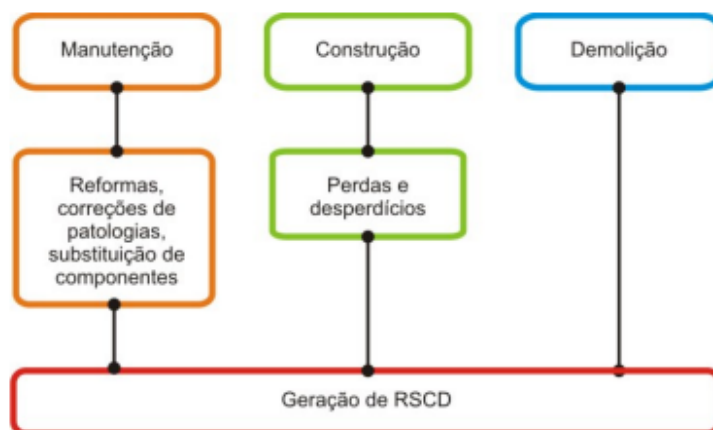 Manutenção
Construção
Demolição
Reformas,
correções de
patologias,
substituição de
componentes
Perdas e
desperdícios
Geração de RSCD